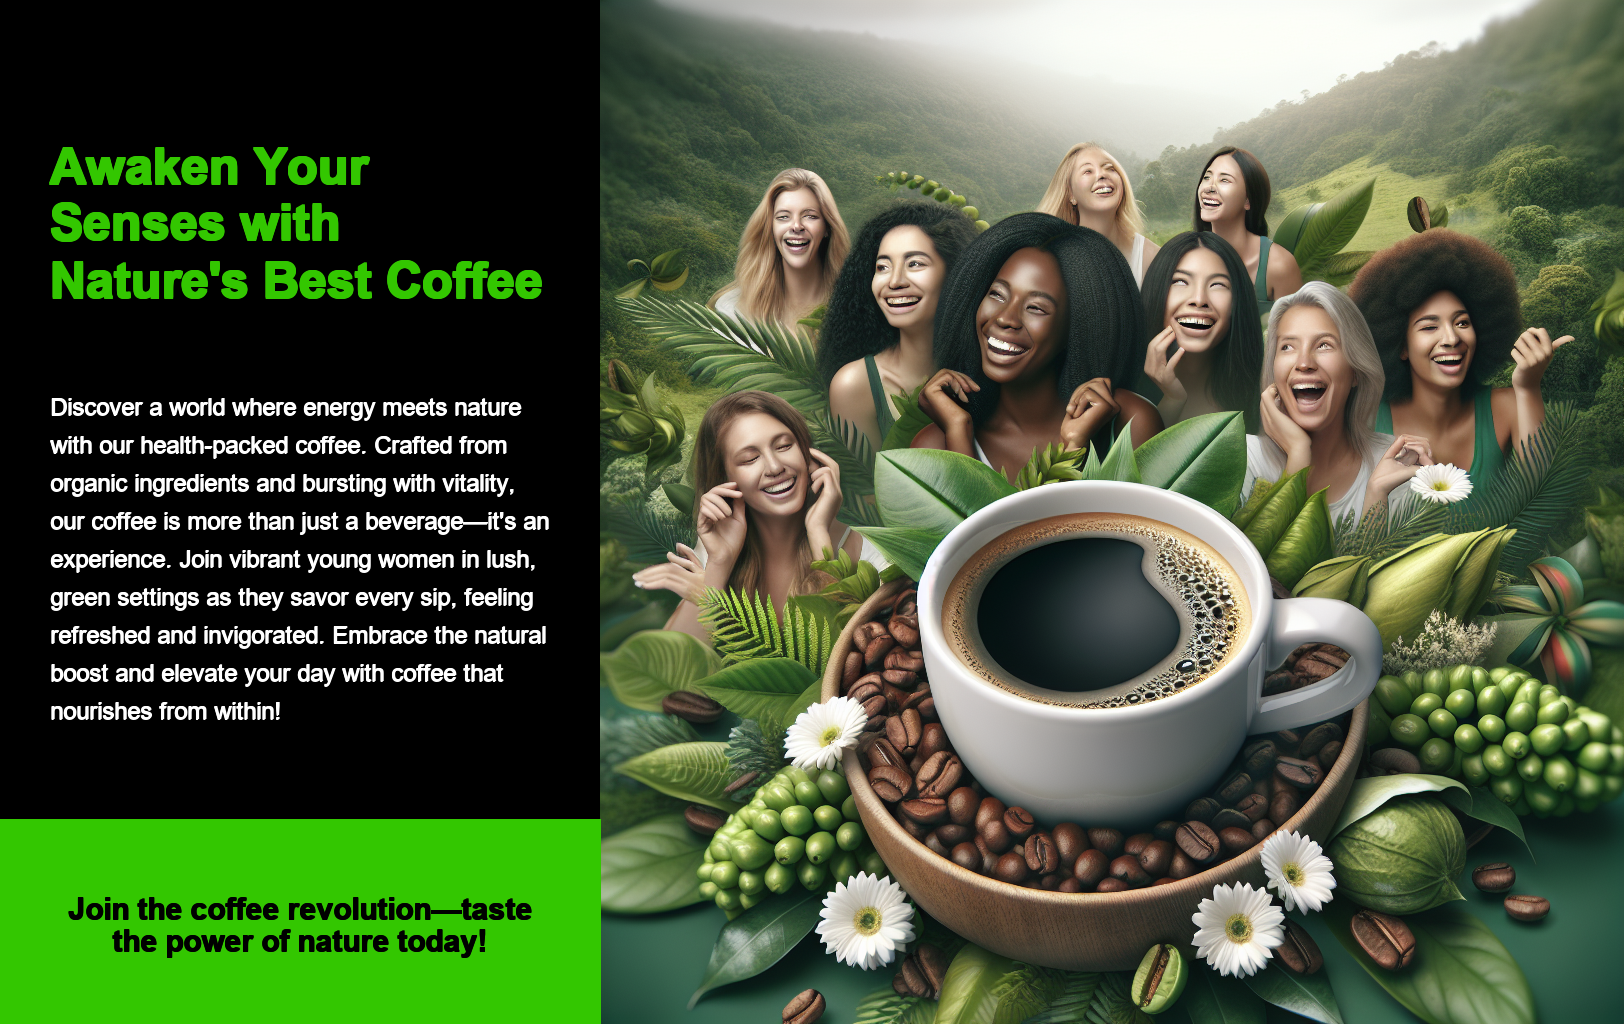 Awaken Your
Senses with
Nature's Best Coffee
Discover a world where energy meets nature
with our health-packed coffee. Crafted from
organic ingredients and bursting with vitality,
our coffee is more than just a beverage—it's an
experience. Join vibrant young women in lush,
green settings as they savor every sip, feeling
refreshed and invigorated. Embrace the natural
boost and elevate your day with coffee that
nourishes from within!
Join the coffee revolution—taste
the power of nature today!